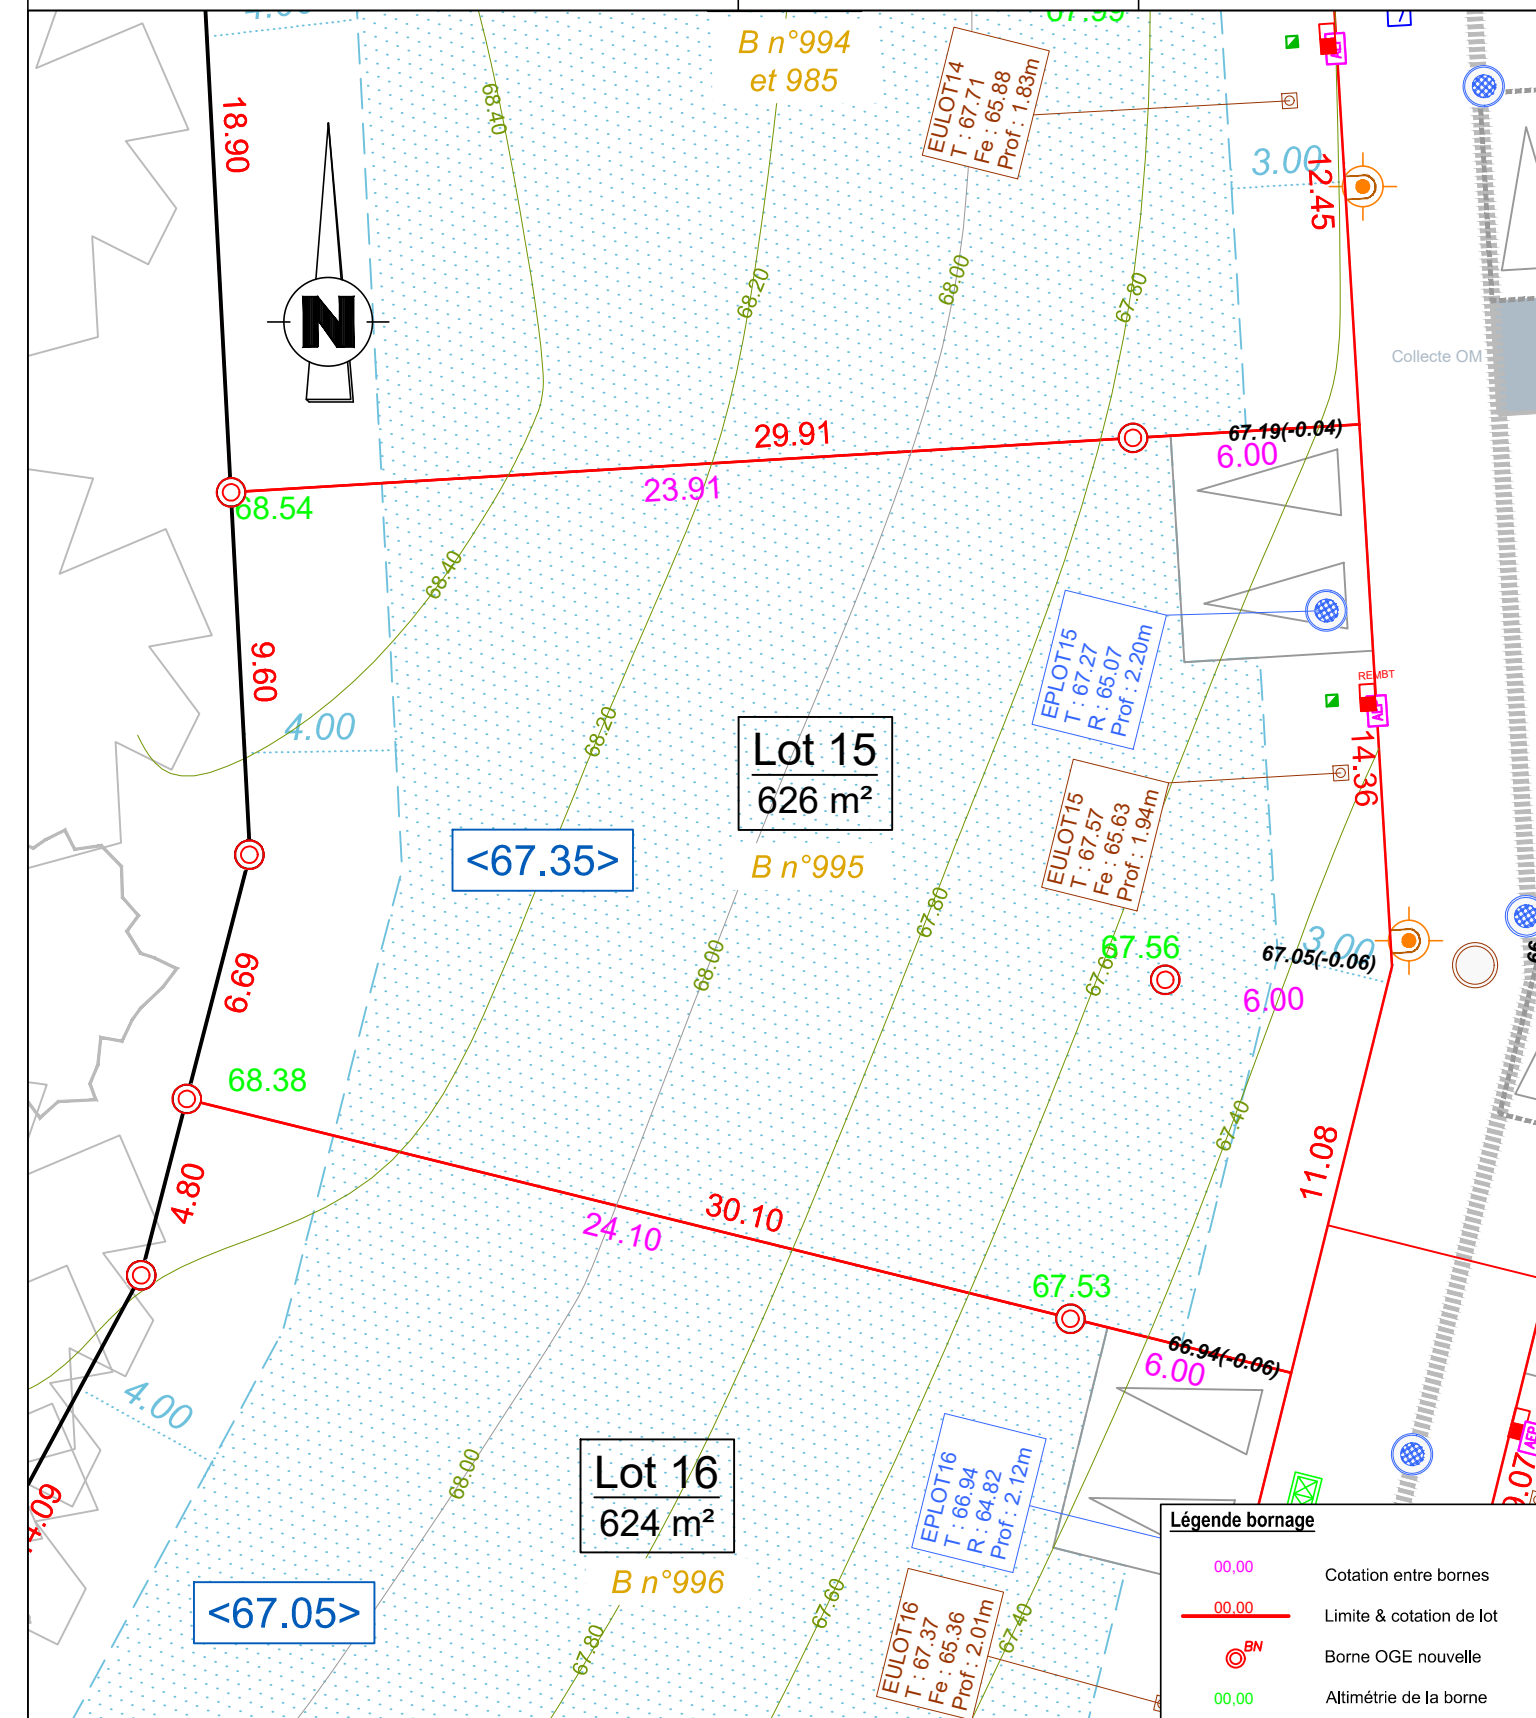 4.00
67.99
7
B n°994
et 985
EULOT14
T : 67.71
Fe : 65.88
Prof : 1.83m
18.90
68.40
3.00
12.45
68.20
68.00
67.80
N
Collecte OM
29.91
67.19(-0.04)
6.00
23.91
68.54
68.40
EPLOT15
T : 67.27
R : 65.07
Prof : 2.20m
9.60
4.00
68.20
REMBT
Lot 15
626 m²
14.36
EULOT15
T : 67.57
Fe : 65.63
Prof : 1.94m
<67.35>
B n°995
67.80
67.56
3.00
67.05(-0.06)
68.00
67.60
6.69
6.00
68.38
67.40
11.08
4.80
30.10
24.10
67.53
66.94(-0.06)
6.00
4.00
EPLOT16
T : 66.94
R : 64.82
Prof : 2.12m
AEP
68.00
Lot 16
624 m²
B n°996
<67.05>
67.80
67.60
67.40
EULOT16
T : 67.37
Fe : 65.36
Prof : 2.01m
Légende bornage
00,00
Cotation entre bornes
00,00
Limite & cotation de lot
BN
Borne OGE nouvelle
00,00
Altimétrie de la borne